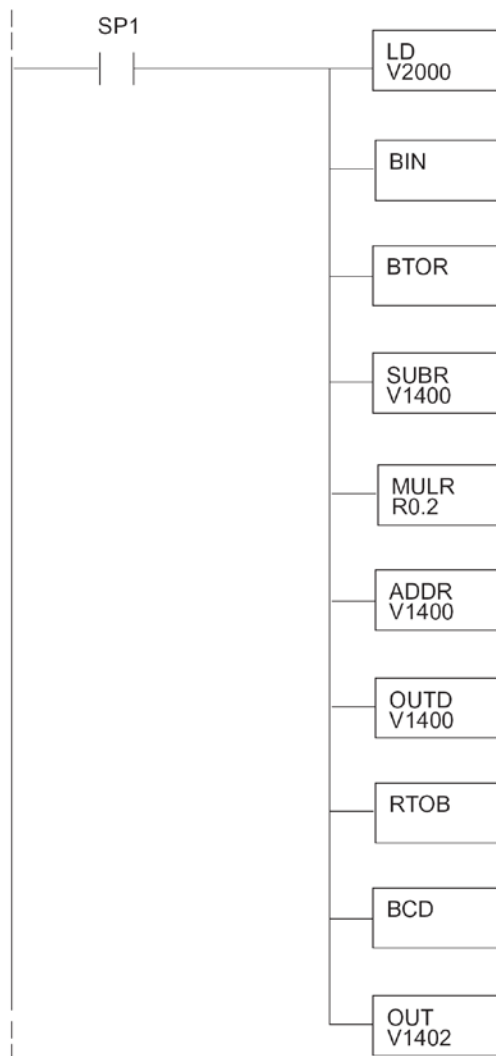 SP1
LD
V2000
BIN
BTOR
SUBR
V1400
MULR
R0.2
ADDR
V1400
OUTD
V1400
RTOB
BCD
OUT
V1402